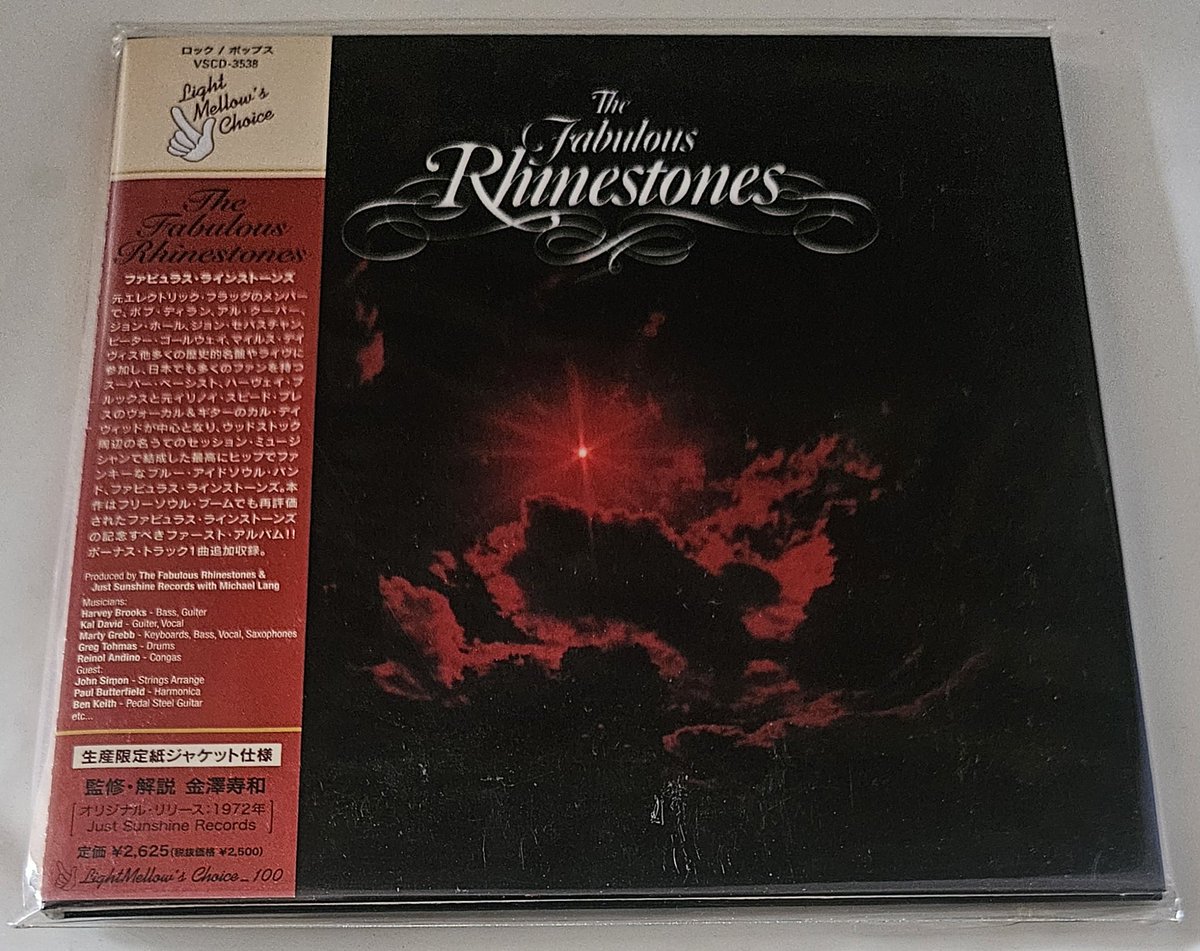 ロック / ポップス
VSCD-3538
Light
Mellow's
Choice
The
Fabulous
Rhinestones
ファビュラス・ラインストーンズ
元エレクトリック・フラッグのメンバー
で、ボブ・ディラン、アル・クーパー、
ジョン・ホール、ジョン・セバスチャン、
ピーター・ゴールウェイ、マイルス・デイ
ヴィス他多くの歴史的名盤やライヴに
参加し、日本でも多くのファンを持つ
スーパー・ベーシスト、ハーヴェイ・ブ
ルックスと元イリノイ・スピード・プレ
スのヴォーカル&ギターのカル・デイ
ヴィッドが中心となり、ウッドストック
周辺の名うてのセッション・ミュージ
シャンで結成した最高にヒップでファ
ンキーなブルー・アイドソウル・バン
ド、ファビュラス・ラインストーンズ。本
作はフリーソウル・ブームでも再評価
されたファビュラス・ラインストーンズ
の記念すべきファースト・アルバム!!
ボーナス・トラック1曲追加収録。
Produced by The Fabulous Rhinestones &
Just Sunshine Records with Michael Lang
Musicians:
Harvey Brooks - Bass, Guiter
Kal David - Guiter, Vocal
Marty Grebb - Keyboards, Bass, Vocal, Saxophones
Greg Tohmas - Drums
Reinol Andino - Congas
Guest:
John Simon - Strings Arrange
Paul Butterfield - Harmonica
Ben Keith - Pedal Steel Guitar
etc...
生産限定紙ジャケット仕様
監修・解説 金澤寿和
[オリジナル・リリース:1972年
Just Sunshine Records]
定価 ¥2,625(税抜価格 ¥2,500)
LightMellow's Choice_100
The
Fabulous
Rhinestones